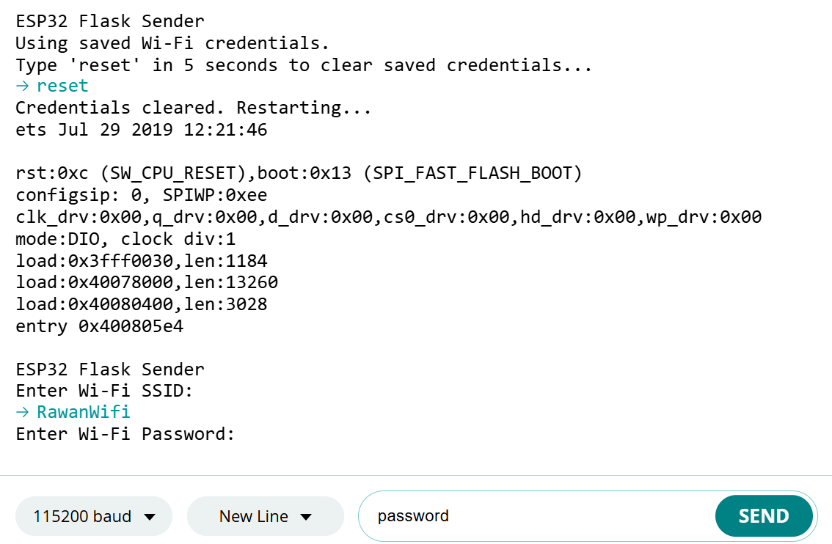 ESP32 Flask Sender
Using saved Wi-Fi credentials.
Type 'reset' in 5 seconds to clear saved credentials...
→ reset
Credentials cleared. Restarting...
ets Jul 29 2019 12:21:46
rst:0xc (SW_CPU_RESET),boot:0x13 (SPI_FAST_FLASH_BOOT)
configsip: 0, SPIWP:0xee
clk_drv:0x00,q_drv:0x00,d_drv:0x00,cs0_drv:0x00,hd_drv:0x00,wp_drv:0x00
mode:DIO, clock div:1
load:0x3fff0030,len:1184
load:0x40078000,len:13260
load:0x40080400,len:3028
entry 0x400805e4
ESP32 Flask Sender
Enter Wi-Fi SSID:
→ RawanWifi
Enter Wi-Fi Password:
115200 baud New Line password SEND